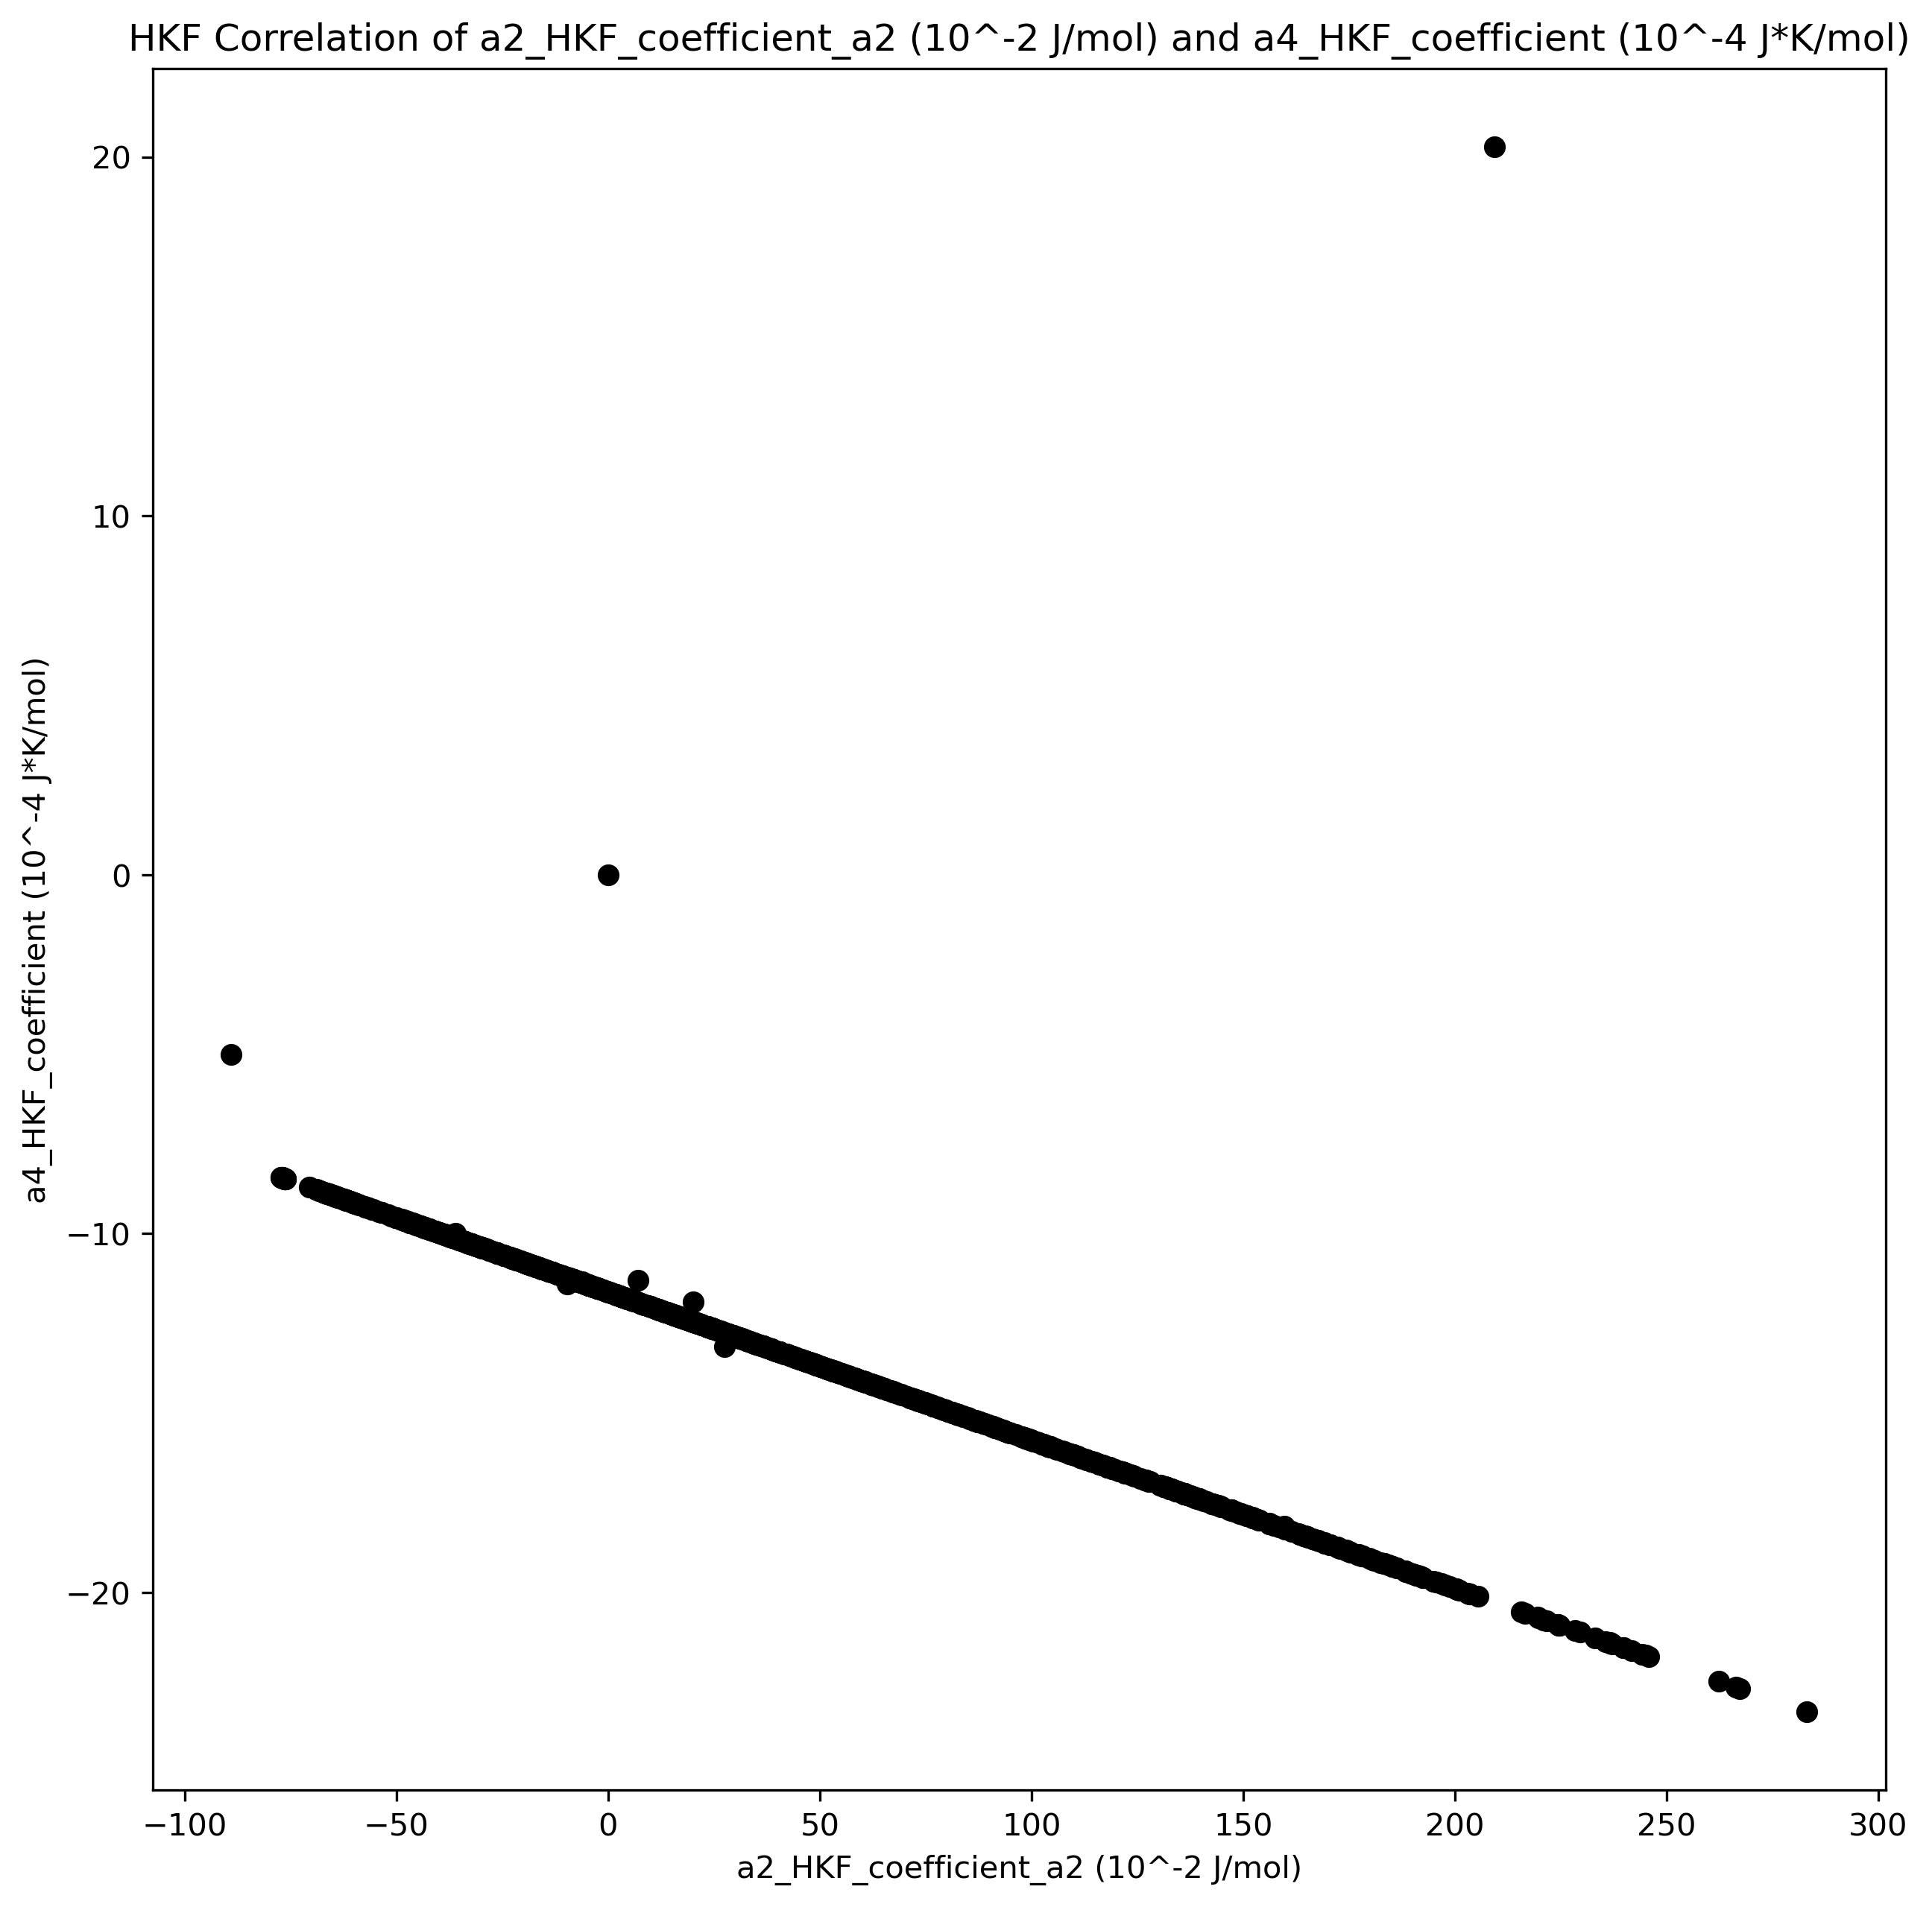 HKF Correlation of a2_HKF_coefficient_a2 (10^-2 J/mol) and a4_HKF_coefficient (10^-4 J*K/mol)
20
10
0
−10
−20
a4_HKF_coefficient (10^-4 J*K/mol)
−100 −50 0 50 100 150 200 250 300
a2_HKF_coefficient_a2 (10^-2 J/mol)